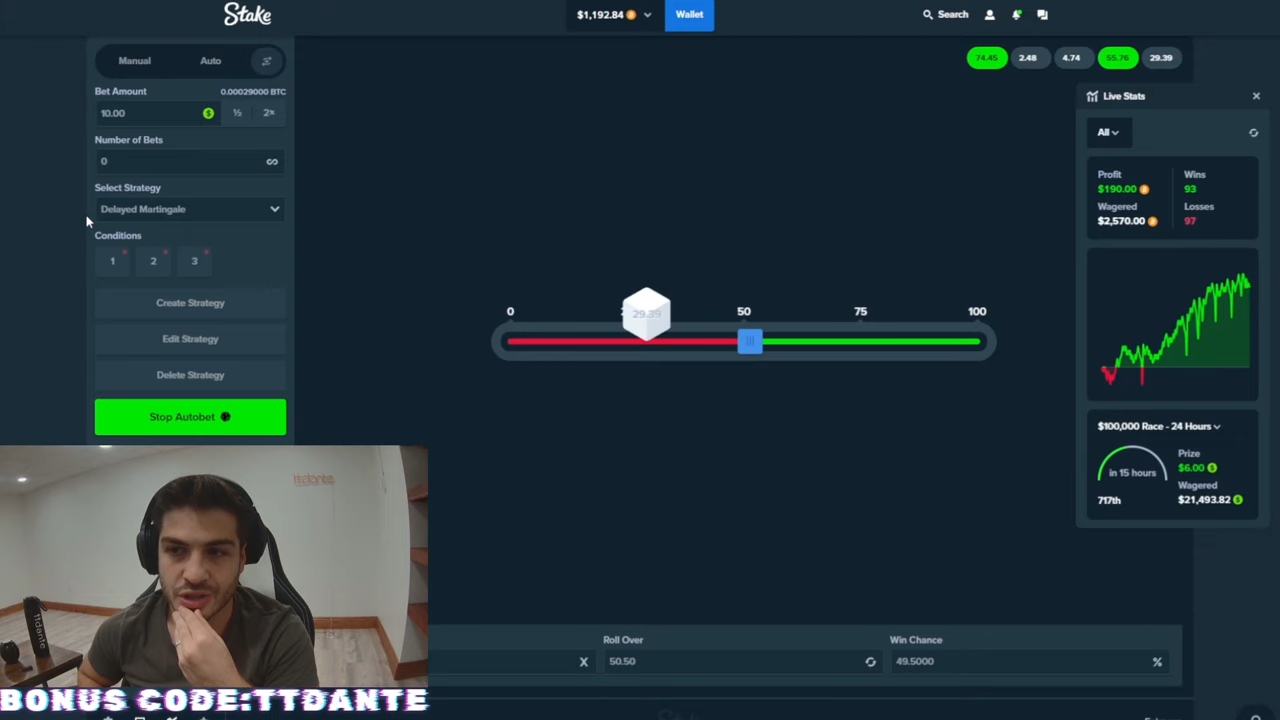 Stake
$1,192.84
Wallet
Search
Manual
Auto
74.45
2.48
4.74
55.76
29.39
Bet Amount
0.00029000 BTC
10.00
½
2×
Number of Bets
0
Select Strategy
Delayed Martingale
Conditions
1
2
3
Create Strategy
Edit Strategy
Delete Strategy
Stop Autobet
0
50
75
100
29.39
Live Stats
All
Profit
Wins
$190.00
93
Wagered
Losses
$2,570.00
97
$100,000 Race - 24 Hours
in 15 hours
Prize
$6.00
Wagered
717th
$21,493.82
ttdante
ttdante
Roll Over
Win Chance
50.50
49.5000
%
BONUS CODE:TTDANTE